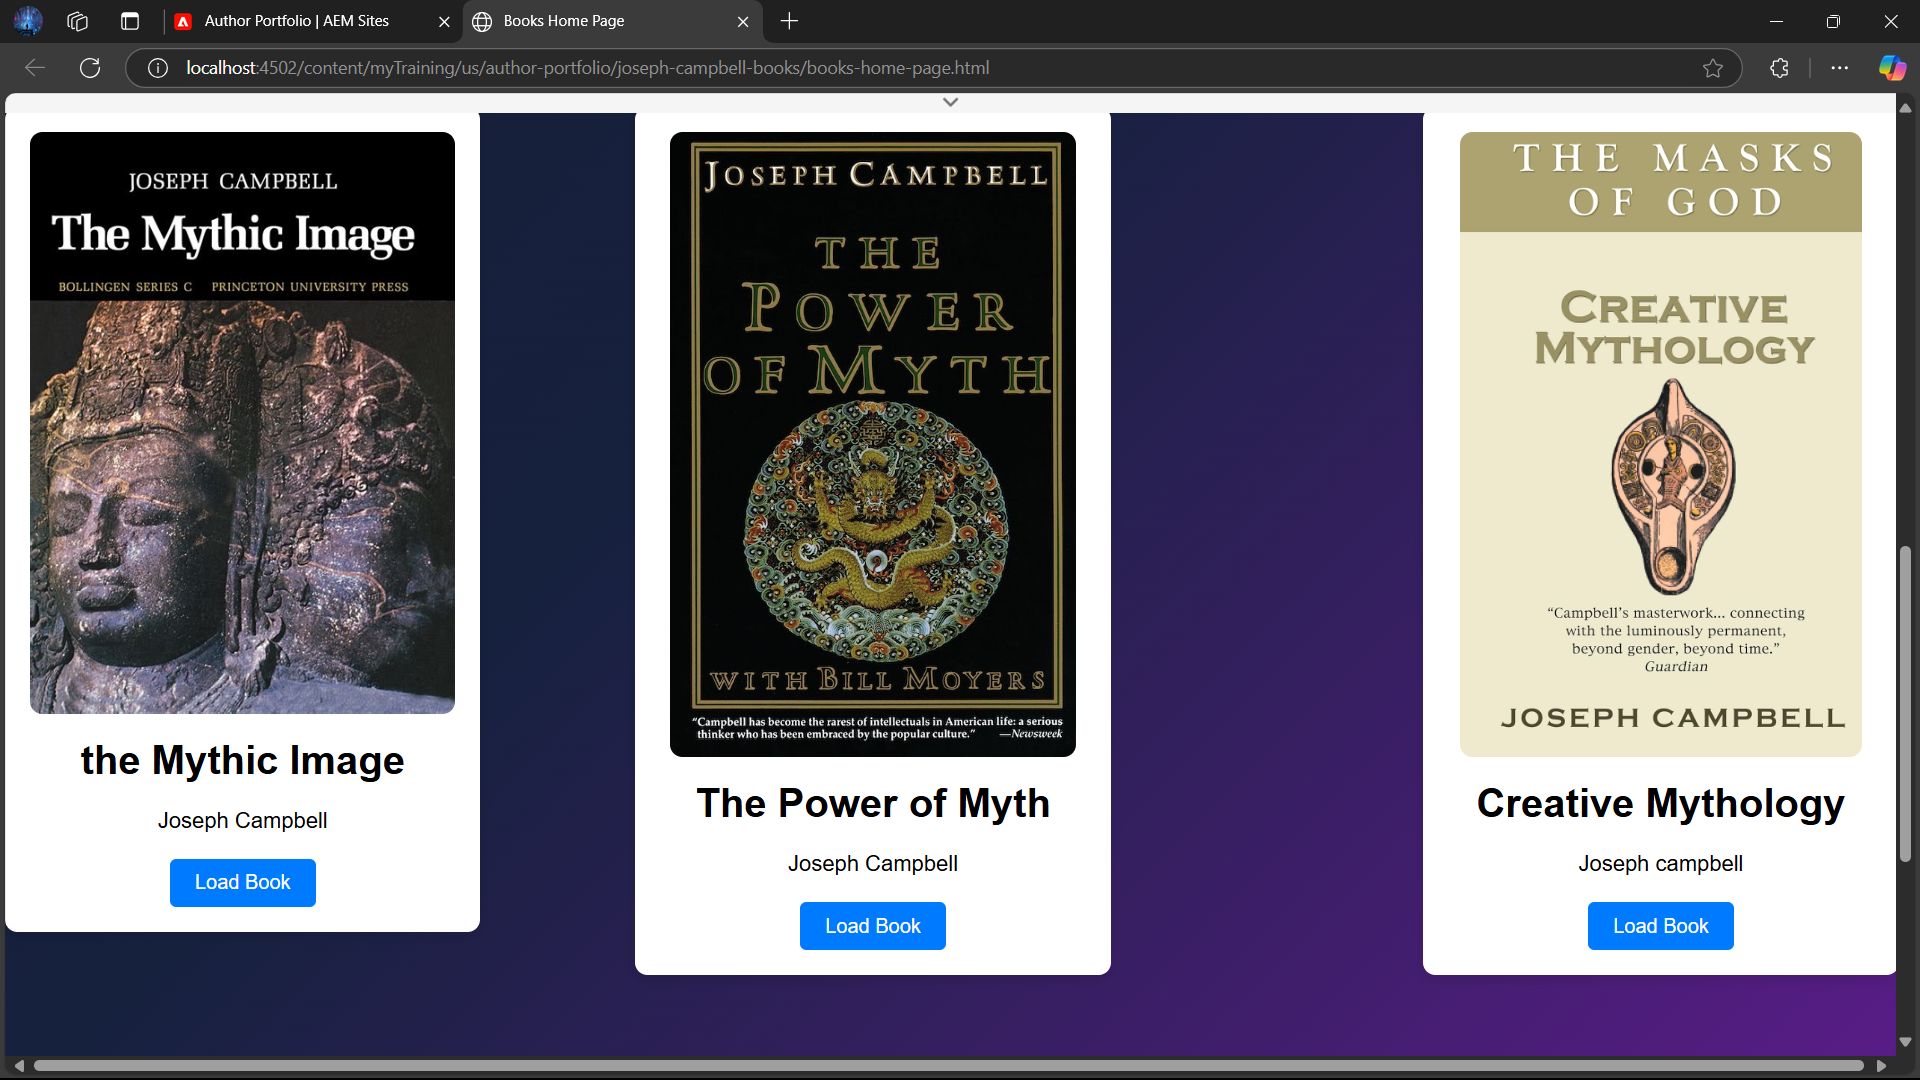 Author Portfolio | AEM Sites
Books Home Page
localhost:4502/content/myTraining/us/author-portfolio/joseph-campbell-books/books-home-page.html
JOSEPH CAMPBELL
The Mythic Image
BOLLINGEN SERIES C PRINCETON UNIVERSITY PRESS
the Mythic Image
Joseph Campbell
Load Book
JOSEPH CAMPBELL
THE
POWER
OF MYTH
WITH BILL MOYERS
“Campbell has become the rarest of intellectuals in American life: a serious
thinker who has been embraced by the popular culture.” —Newsweek
The Power of Myth
Joseph Campbell
Load Book
THE MASKS
OF GOD
CREATIVE
MYTHOLOGY
“Campbell’s masterwork... connecting
with the luminously permanent,
beyond gender, beyond time.”
Guardian
JOSEPH CAMPBELL
Creative Mythology
Joseph campbell
Load Book